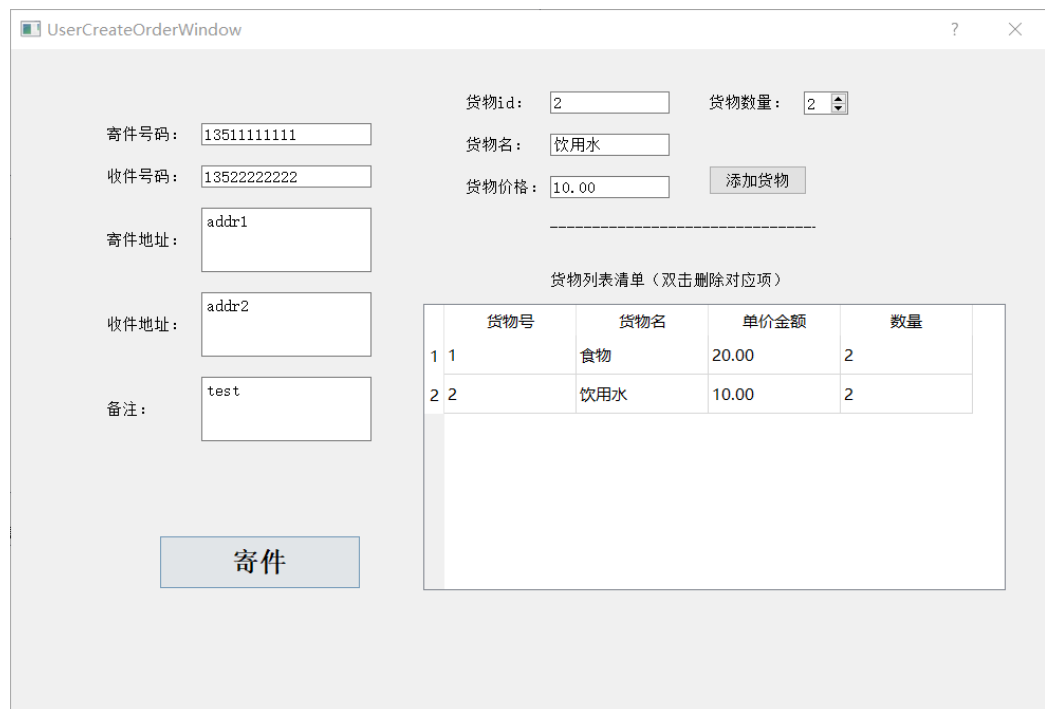 UserCreateOrderWindow
寄件号码： 13511111111
收件号码： 13522222222
寄件地址： addr1
收件地址： addr2
备注： test
寄件
货物id： 2 货物数量： 2
货物名： 饮用水
货物价格： 10.00 添加货物
货物列表清单（双击删除对应项）
货物号 货物名 单价金额 数量
1 1 食物 20.00 2
2 2 饮用水 10.00 2